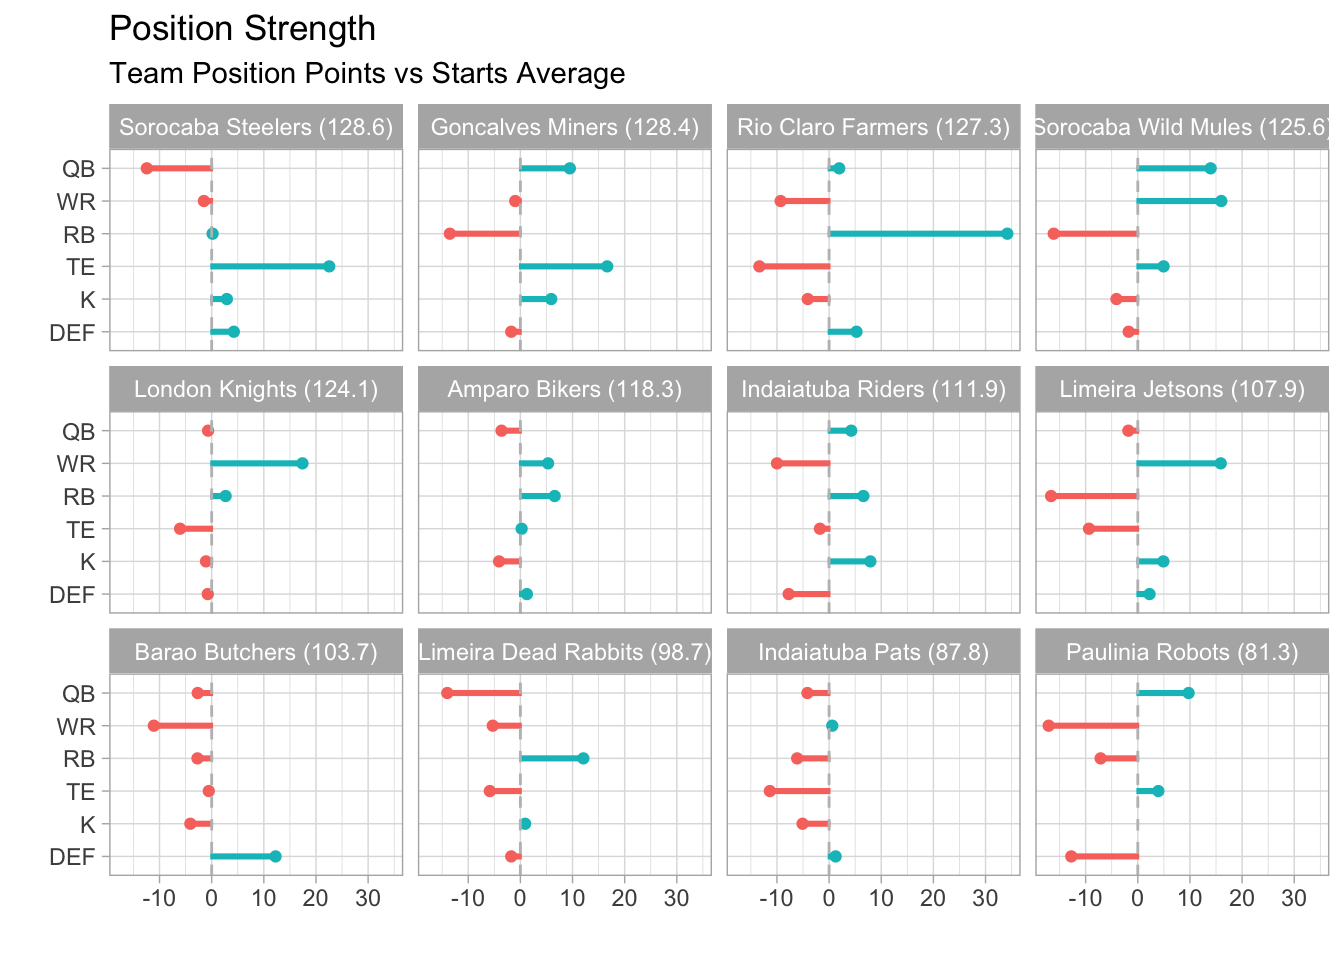 Position Strength
Team Position Points vs Starts Average
Sorocaba Steelers (128.6)
Goncalves Miners (128.4)
Rio Claro Farmers (127.3)
Sorocaba Wild Mules (125.6)
QB
WR
RB
TE
K
DEF
London Knights (124.1)
Amparo Bikers (118.3)
Indaiatuba Riders (111.9)
Limeira Jetsons (107.9)
QB
WR
RB
TE
K
DEF
Barao Butchers (103.7)
Limeira Dead Rabbits (98.7)
Indaiatuba Pats (87.8)
Paulinia Robots (81.3)
QB
WR
RB
TE
K
DEF
-10 0 10 20 30
-10 0 10 20 30
-10 0 10 20 30
-10 0 10 20 30